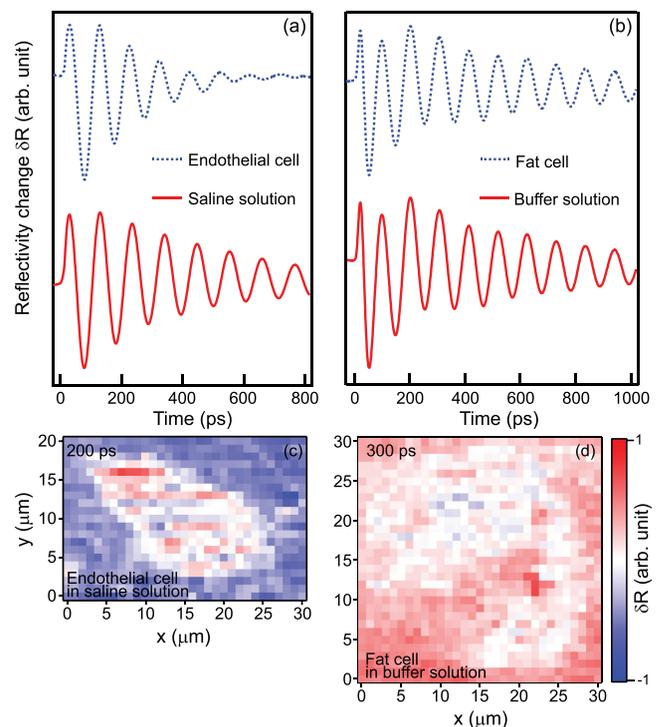 Reflectivity change δR (arb. unit)
(a)
Endothelial cell
Saline solution
0 200 400 600 800
Time (ps)
(b)
Fat cell
Buffer solution
0 200 400 600 800 1000
Time (ps)
200 ps (c)
20
15
10
5
0
y (μm)
Endothelial cell
in saline solution
0 5 10 15 20 25 30
x (μm)
300 ps (d)
30
25
20
15
10
5
0
Fat cell
in buffer solution
0 5 10 15 20 25 30
x (μm)
1
δR (arb. unit)
-1